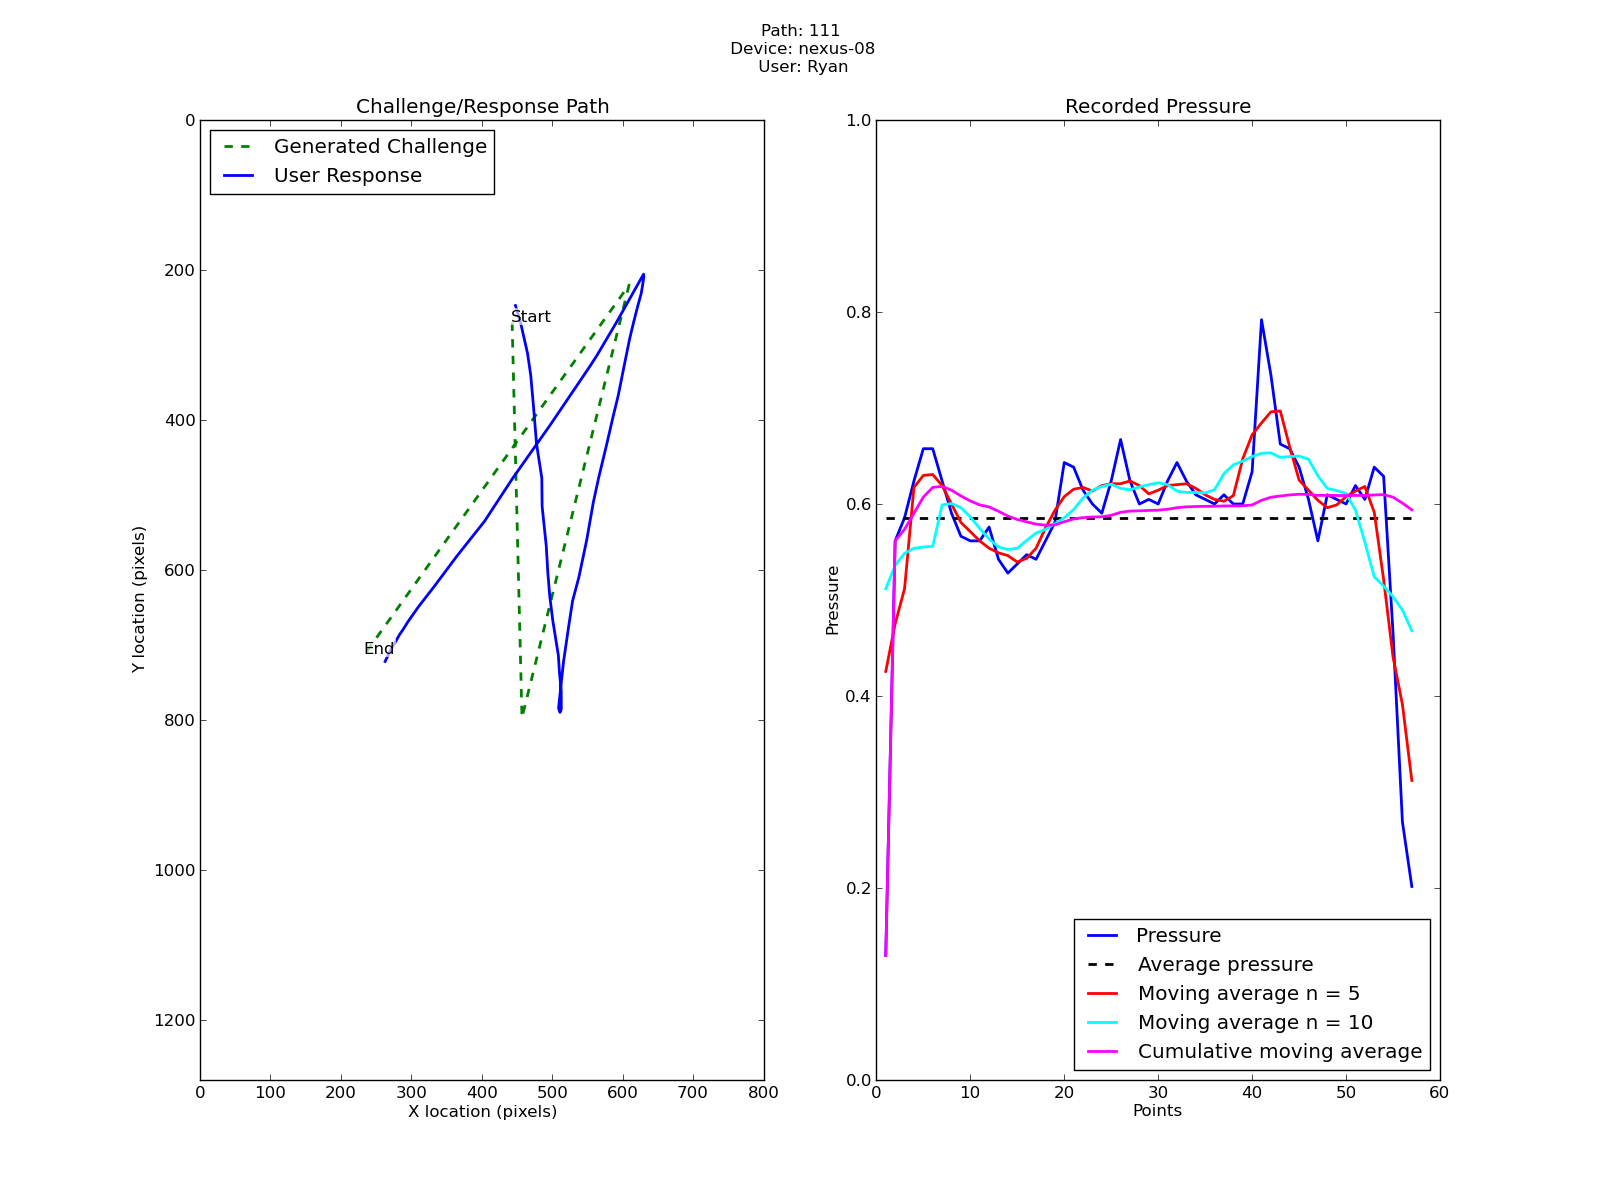 Path: 111
Device: nexus-08
User: Ryan
Challenge/Response Path
Generated Challenge
User Response
Start
End
0
200
400
600
800
1000
1200
Y location (pixels)
0 100 200 300 400 500 600 700 800
X location (pixels)
Recorded Pressure
1.0
0.8
0.6
0.4
0.2
0.0
Pressure
Pressure
Average pressure
Moving average n = 5
Moving average n = 10
Cumulative moving average
0 10 20 30 40 50 60
Points